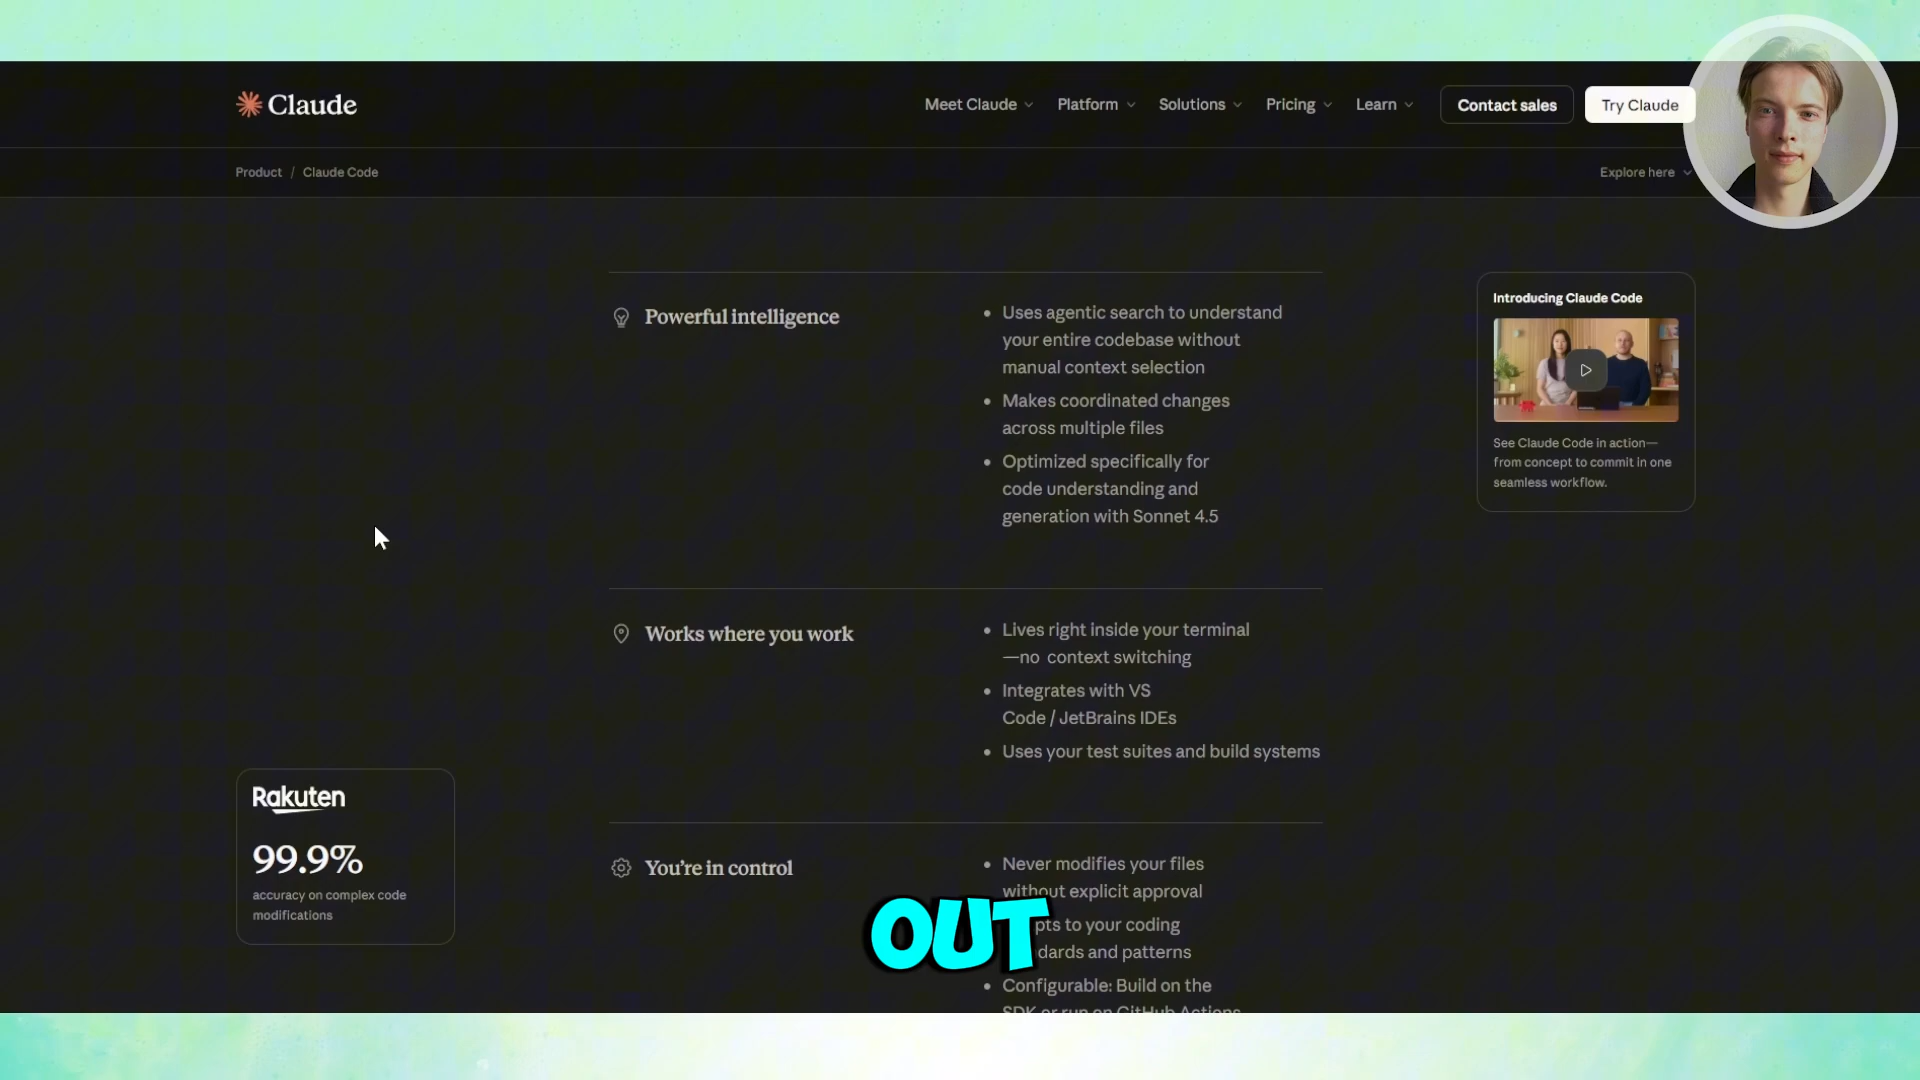 Claude
Meet Claude
Platform
Solutions
Pricing
Learn
Contact sales
Try Claude
Product / Claude Code
Explore here
Powerful intelligence
Uses agentic search to understand
your entire codebase without
manual context selection
Makes coordinated changes
across multiple files
Optimized specifically for
code understanding and
generation with Sonnet 4.5
Introducing Claude Code
See Claude Code in action—
from concept to commit in one
seamless workflow.
Works where you work
Lives right inside your terminal
—no context switching
Integrates with VS
Code / JetBrains IDEs
Uses your test suites and build systems
Rakuten
99.9%
accuracy on complex code
modifications
You're in control
Never modifies your files
without explicit approval
to your coding
and patterns
Configurable: Build on the
SDK or run on GitHub Actions
OUT